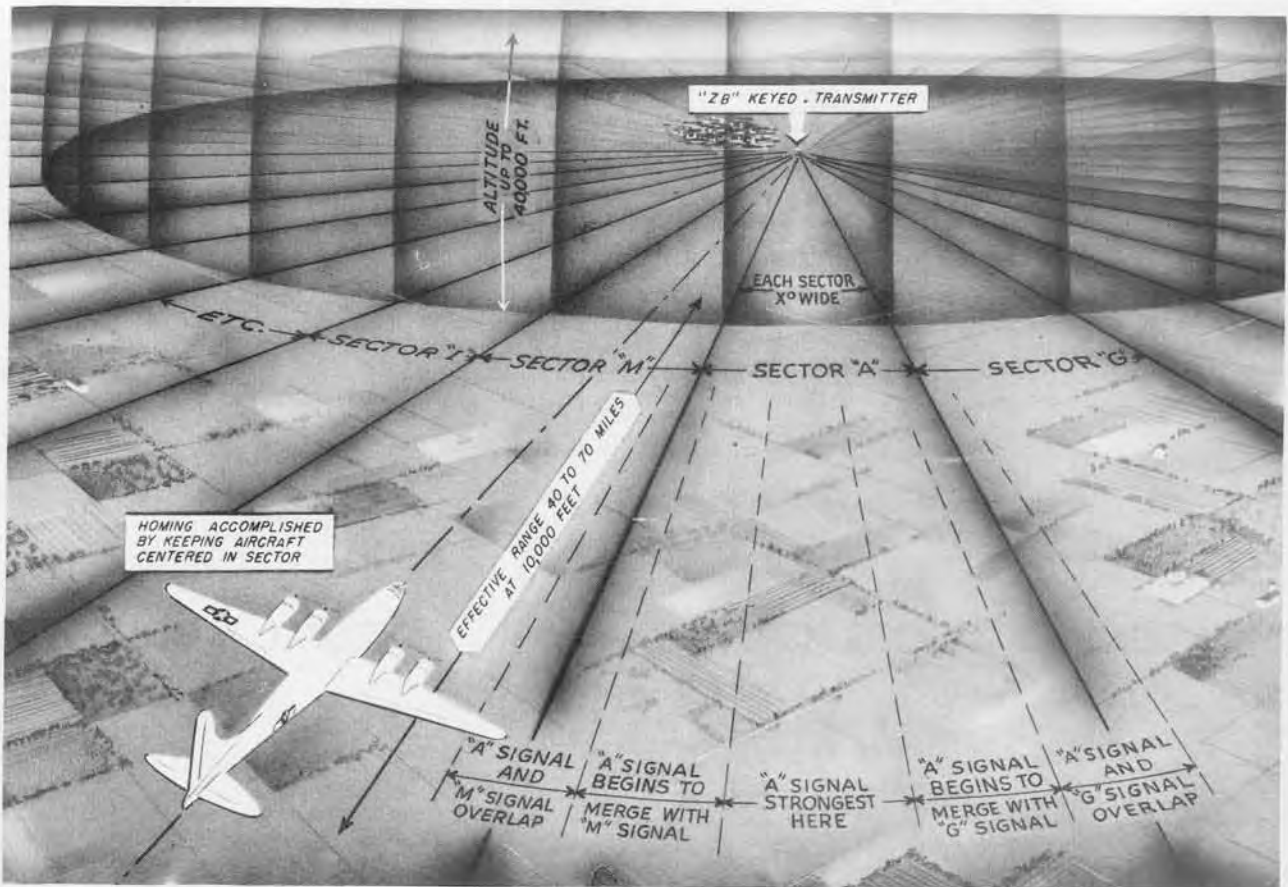 "ZB" KEYED - TRANSMITTER
ALTITUDE
UP TO
40,000 FT.
EACH SECTOR
X° WIDE
ETC.
SECTOR "I"
SECTOR "M"
SECTOR "A"
SECTOR "G"
EFFECTIVE RANGE 40 TO 70 MILES
AT 10,000 FEET
HOMING ACCOMPLISHED
BY KEEPING AIRCRAFT
CENTERED IN SECTOR
"A" SIGNAL
AND
"M" SIGNAL
OVERLAP
"A" SIGNAL
BEGINS TO
MERGE WITH
"M" SIGNAL
"A" SIGNAL
STRONGEST
HERE
"A" SIGNAL
BEGINS TO
MERGE WITH
"G" SIGNAL
"A" SIGNAL
AND
"G" SIGNAL
OVERLAP